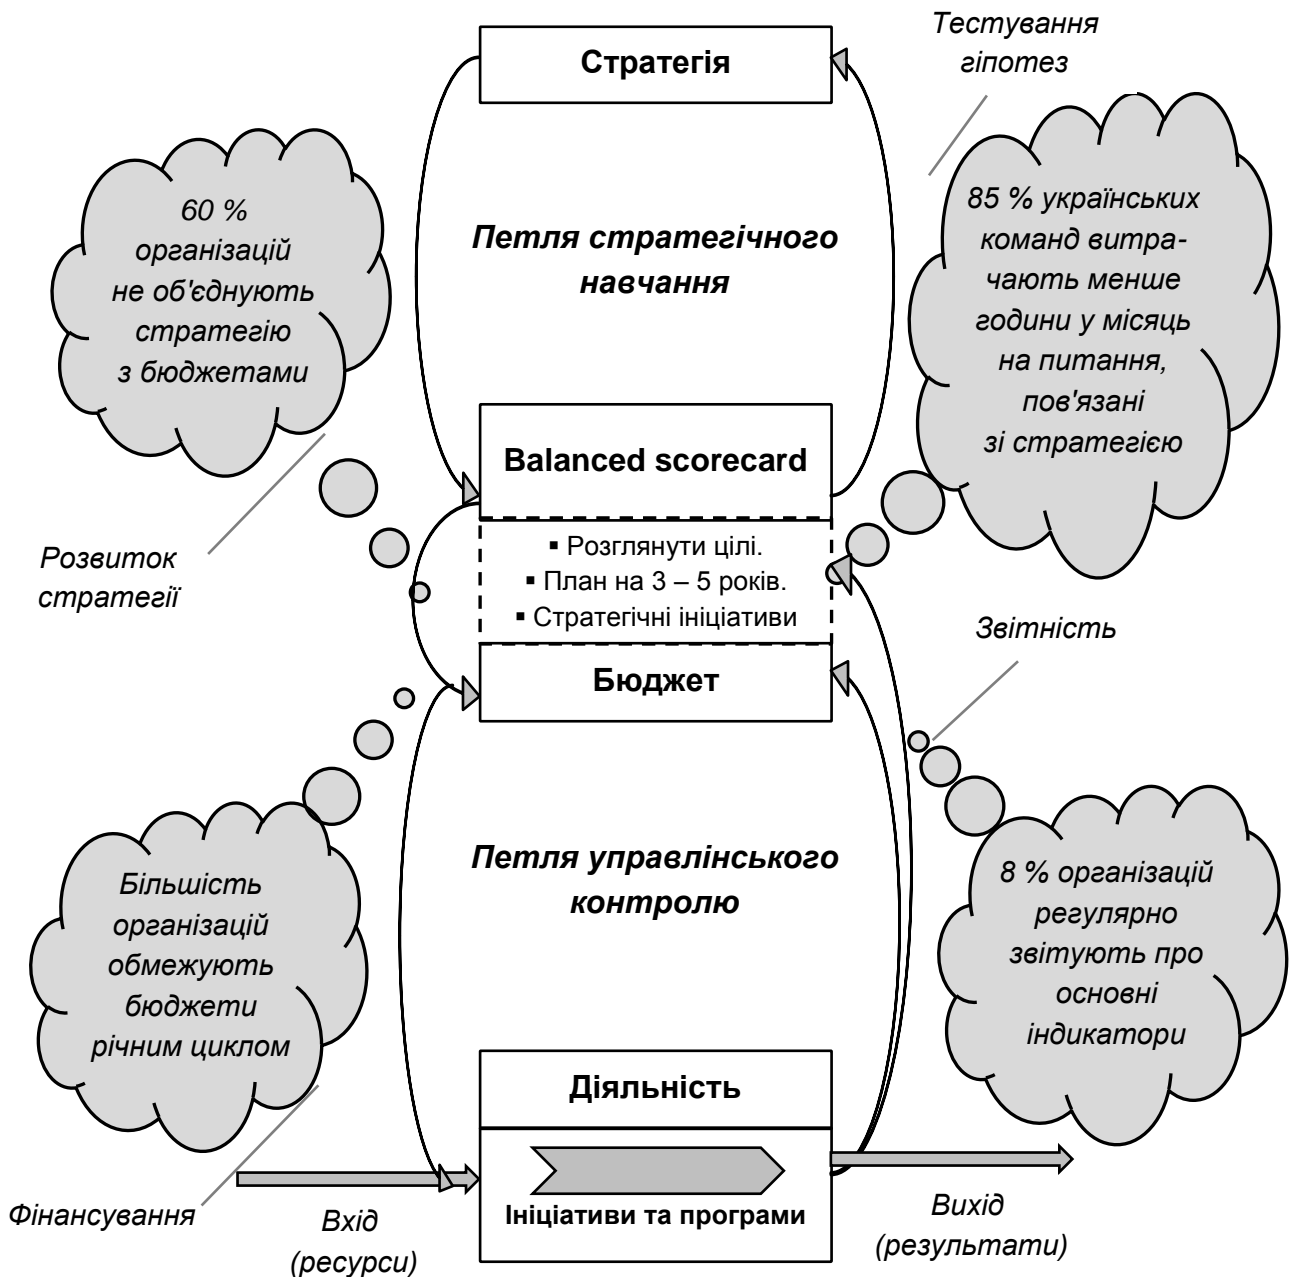 Тестування
гіпотез
Стратегія
60 %
організацій
не об'єднують
стратегію
з бюджетами
Петля стратегічного
навчання
85 % українських
команд витра-
чають менше
години у місяць
на питання,
пов'язані
зі стратегією
Balanced scorecard
▪ Розглянути цілі.
▪ План на 3 – 5 років.
▪ Стратегічні ініціативи
Розвиток
стратегії
Звітність
Бюджет
Більшість
організацій
обмежують
бюджети
річним циклом
Петля управлінського
контролю
8 % організацій
регулярно
звітують про
основні
індикатори
Діяльність
Ініціативи та програми
Фінансування
Вхід
(ресурси)
Вихід
(результати)